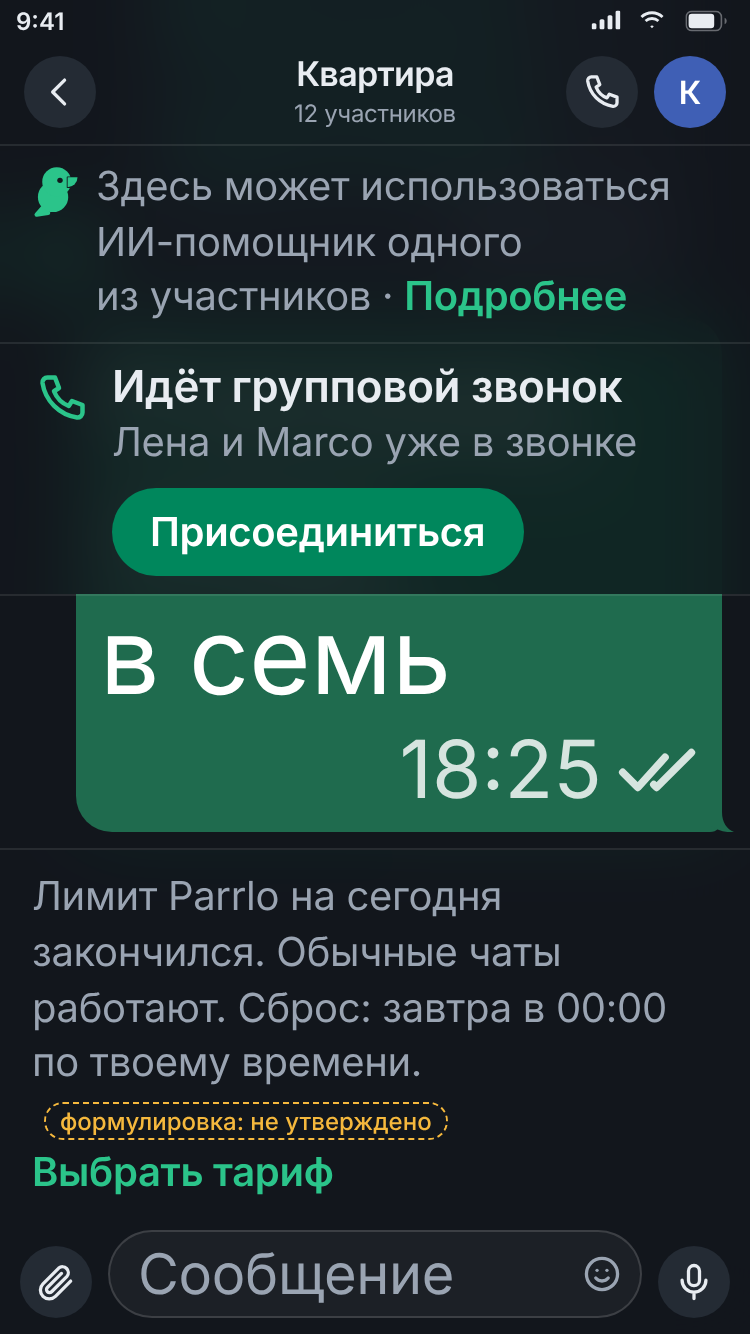 9:41
Квартира
12 участников
К
Здесь может использоваться
ИИ-помощник одного
из участников · Подробнее
Идёт групповой звонок
Лена и Marco уже в звонке
Присоединиться
в семь
18:25
Лимит Parrlo на сегодня
закончился. Обычные чаты
работают. Сброс: завтра в 00:00
по твоему времени.
формулировка: не утверждено
Выбрать тариф
Сообщение